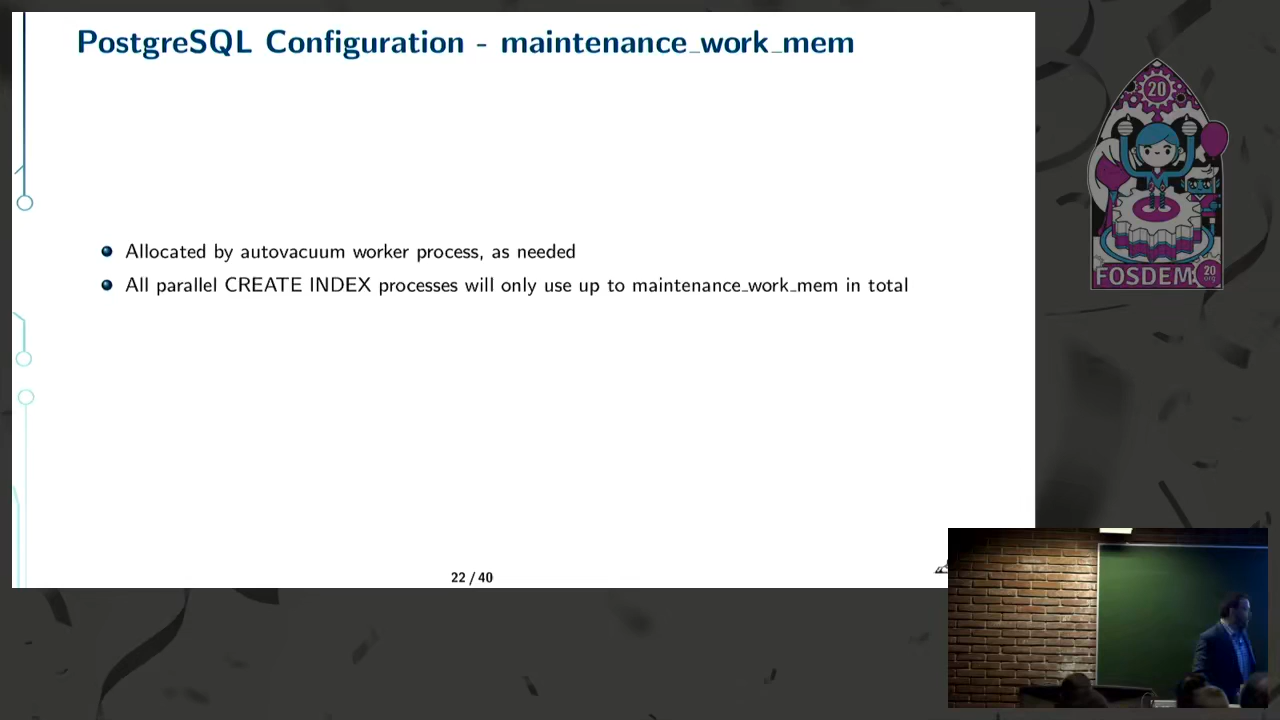 PostgreSQL Configuration - maintenance_work_mem
Allocated by autovacuum worker process, as needed
All parallel CREATE INDEX processes will only use up to maintenance_work_mem in total
22 / 40
20
FOSDEM 20
.org